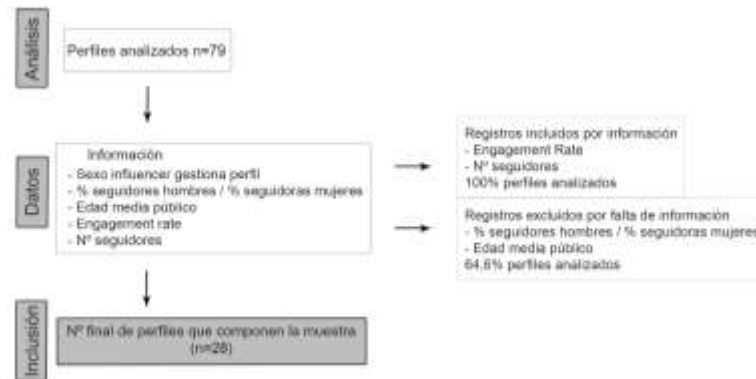 Análisis
Perfiles analizados n=79
Datos
Información
- Sexo influencer gestiona perfil
- % seguidores hombres / % seguidoras mujeres
- Edad media público
- Engagement rate
- Nº seguidores
Registros incluidos por información
- Engagement Rate
- Nº seguidores
100% perfiles analizados
Registros excluidos por falta de información
- % seguidores hombres / % seguidoras mujeres
- Edad media público
64,6% perfiles analizados
Inclusión
Nº final de perfiles que componen la muestra
(n=28)